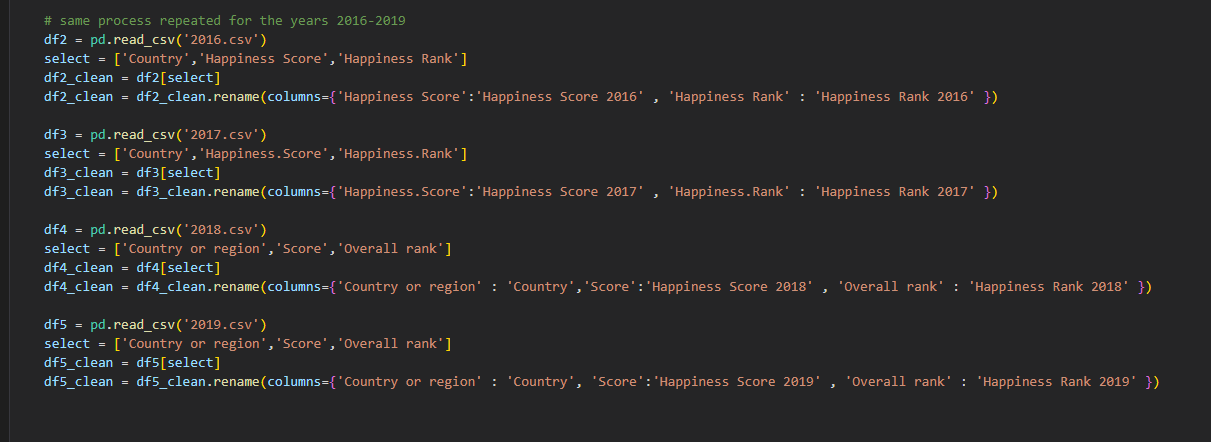 # same process repeated for the years 2016-2019
df2 = pd.read_csv('2016.csv')
select = ['Country','Happiness Score','Happiness Rank']
df2_clean = df2[select]
df2_clean = df2_clean.rename(columns={'Happiness Score':'Happiness Score 2016' , 'Happiness Rank' : 'Happiness Rank 2016' })
df3 = pd.read_csv('2017.csv')
select = ['Country','Happiness.Score','Happiness.Rank']
df3_clean = df3[select]
df3_clean = df3_clean.rename(columns={'Happiness.Score':'Happiness Score 2017' , 'Happiness.Rank' : 'Happiness Rank 2017' })
df4 = pd.read_csv('2018.csv')
select = ['Country or region','Score','Overall rank']
df4_clean = df4[select]
df4_clean = df4_clean.rename(columns={'Country or region' : 'Country','Score':'Happiness Score 2018' , 'Overall rank' : 'Happiness Rank 2018' })
df5 = pd.read_csv('2019.csv')
select = ['Country or region','Score','Overall rank']
df5_clean = df5[select]
df5_clean = df5_clean.rename(columns={'Country or region' : 'Country', 'Score':'Happiness Score 2019' , 'Overall rank' : 'Happiness Rank 2019' })